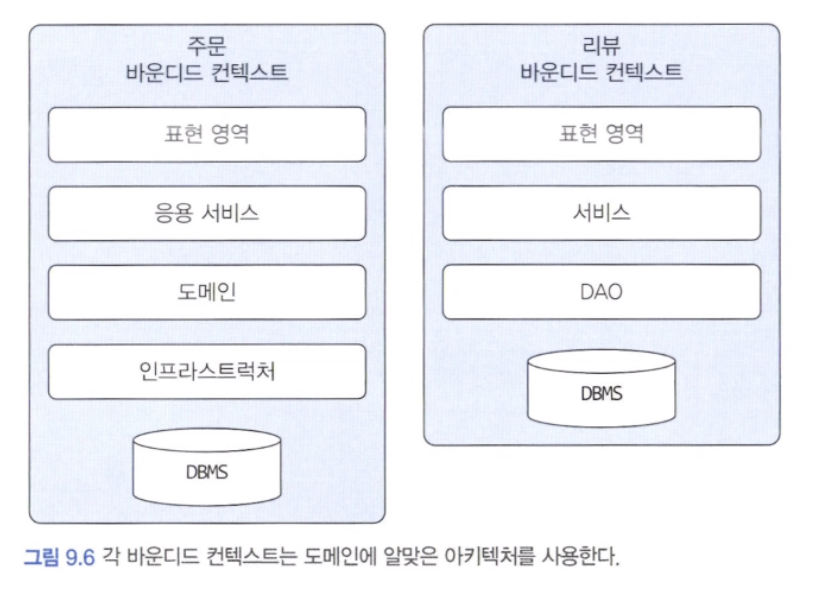 주문
바운디드 컨텍스트
표현 영역
응용 서비스
도메인
인프라스트럭처
DBMS
리뷰
바운디드 컨텍스트
표현 영역
서비스
DAO
DBMS
그림 9.6 각 바운디드 컨텍스트는 도메인에 알맞은 아키텍처를 사용한다.